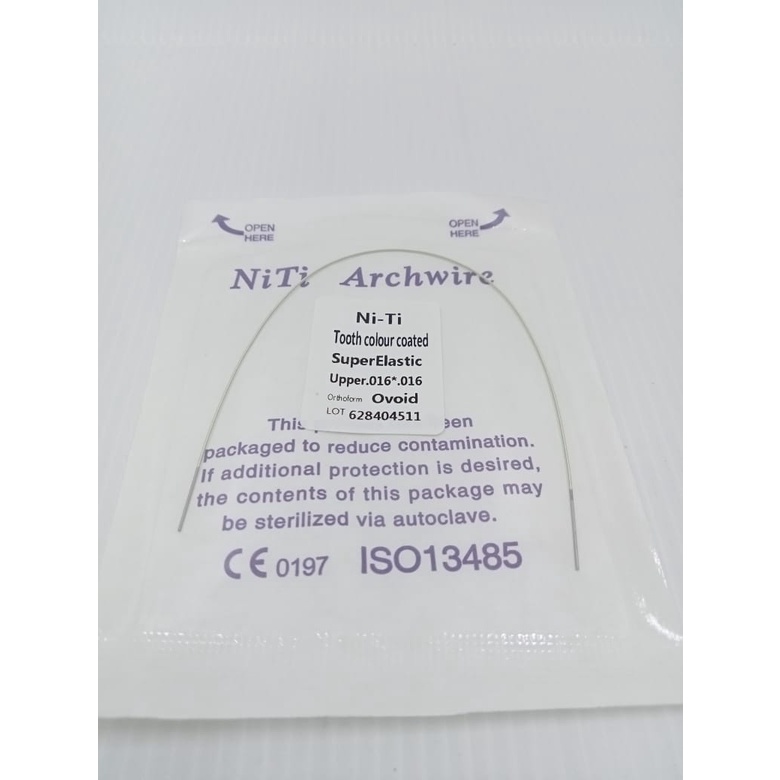 OPEN
HERE
OPEN
HERE
NiTi Archwire
Ni-Ti
Tooth colour coated
SuperElastic
Upper.016*.016
Orthoform Ovoid
LOT 628404511
packaged to reduce contamination.
If additional protection is desired,
the contents of this package may
be sterilized via autoclave.
CE 0197 ISO13485